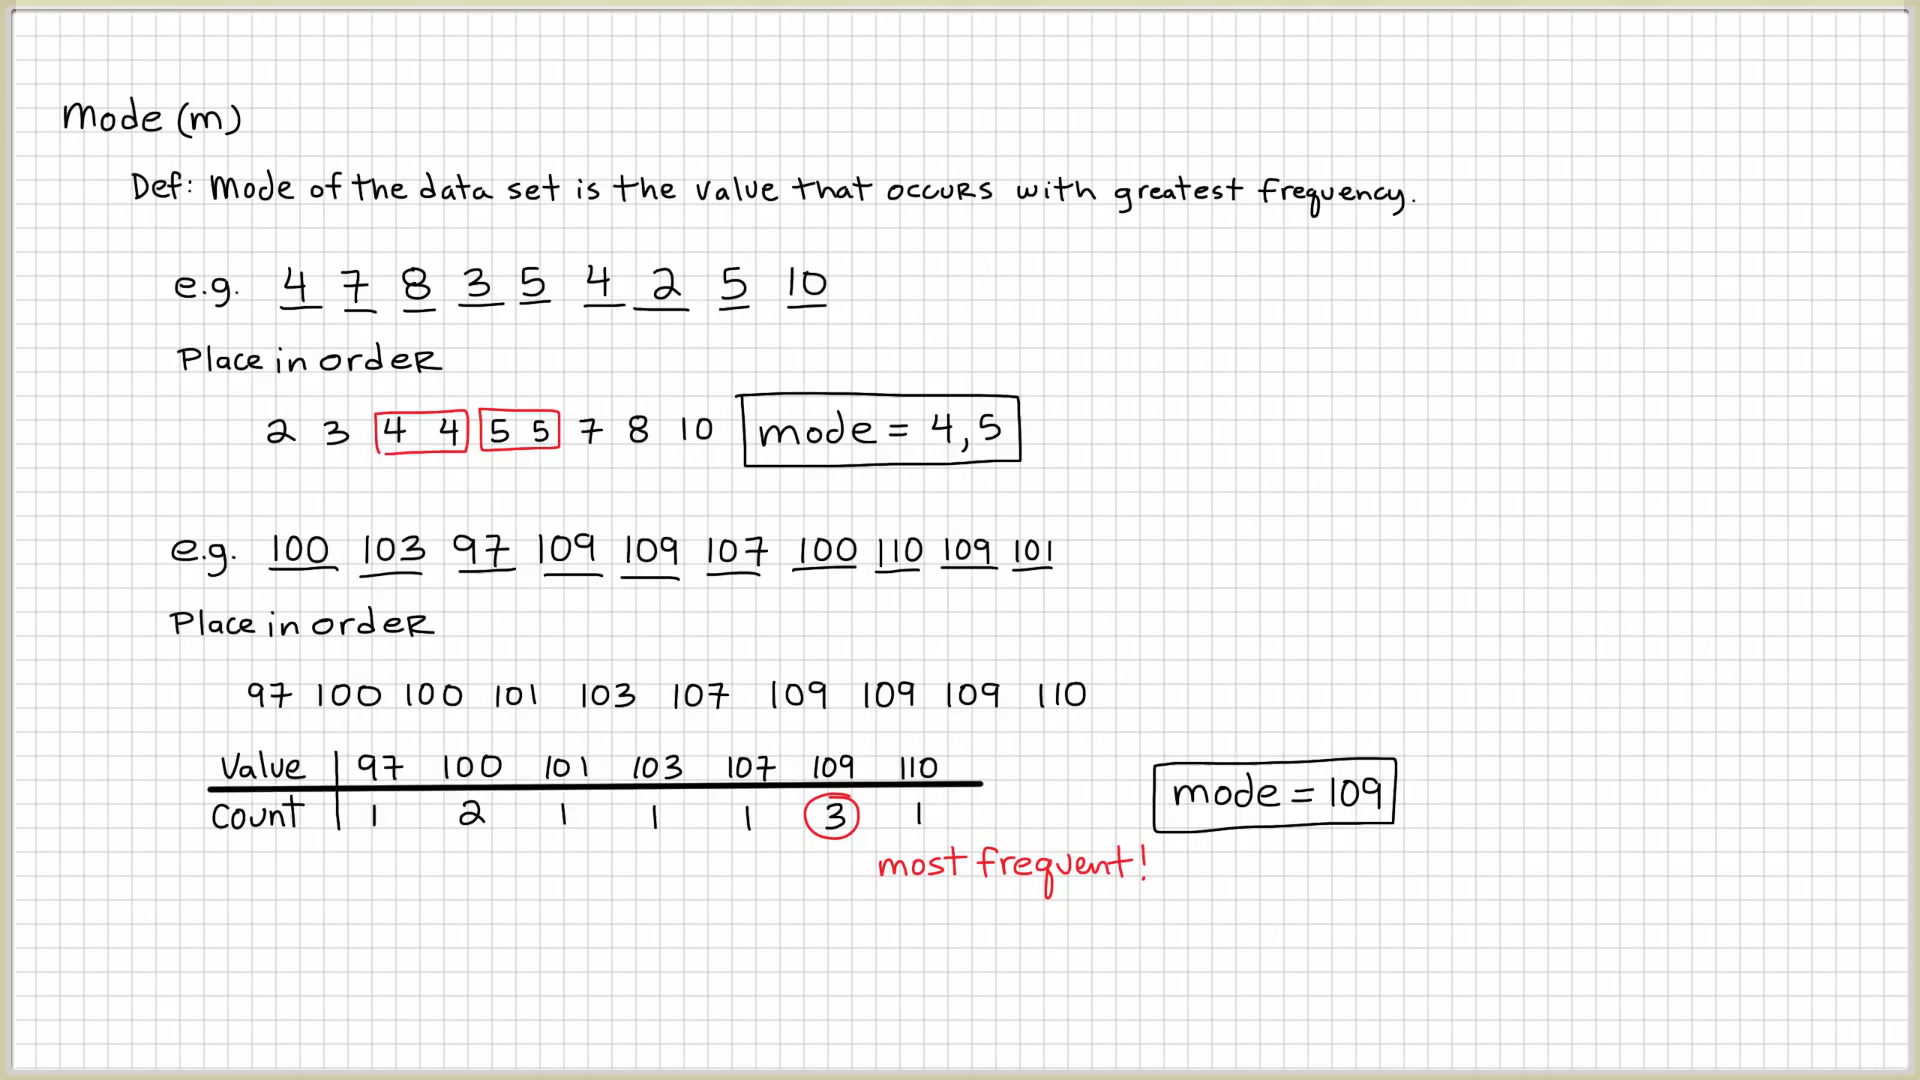 Mode (m)
Def: Mode of the data set is the value that occurs with greatest frequency.
e.g. 4 7 8 3 5 4 2 5 10
Place in order
2 3 4 4 5 5 7 8 10 mode = 4, 5
e.g. 100 103 97 109 109 107 100 110 109 101
Place in order
97 100 100 101 103 107 109 109 109 110
Value 97 100 101 103 107 109 110
Count 1 2 1 1 1 3 1
mode = 109
most frequent!